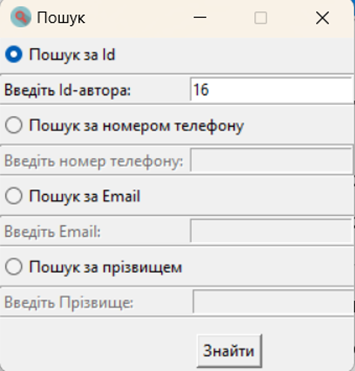 Пошук
Пошук за Id
Введіть Id-автора: 16
Пошук за номером телефону
Введіть номер телефону:
Пошук за Email
Введіть Email:
Пошук за прізвищем
Введіть Прізвище:
Знайти